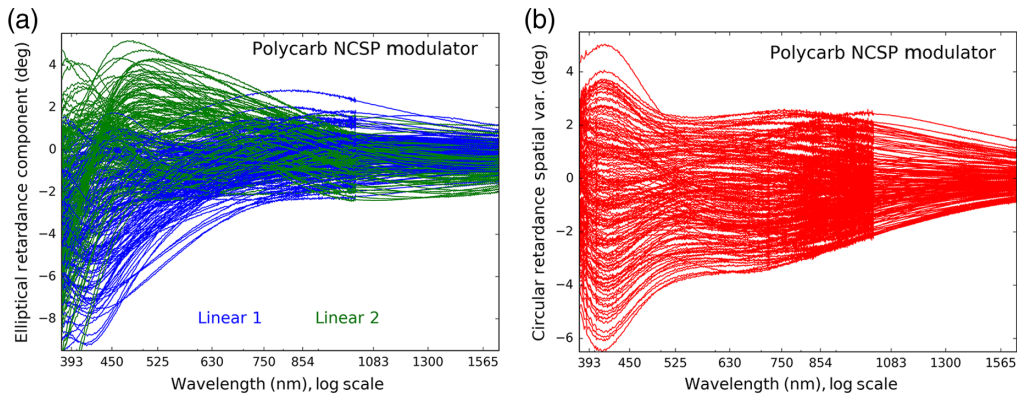 (a)
Polycarb NCSP modulator
Elliptical retardance component (deg)
4
2
0
−2
−4
−6
−8
Linear 1
Linear 2
393 450 525 630 750 854 1083 1300 1565
Wavelength (nm), log scale
(b)
Polycarb NCSP modulator
Circular retardance spatial var. (deg)
4
2
0
−2
−4
−6
393 450 525 630 750 854 1083 1300 1565
Wavelength (nm), log scale